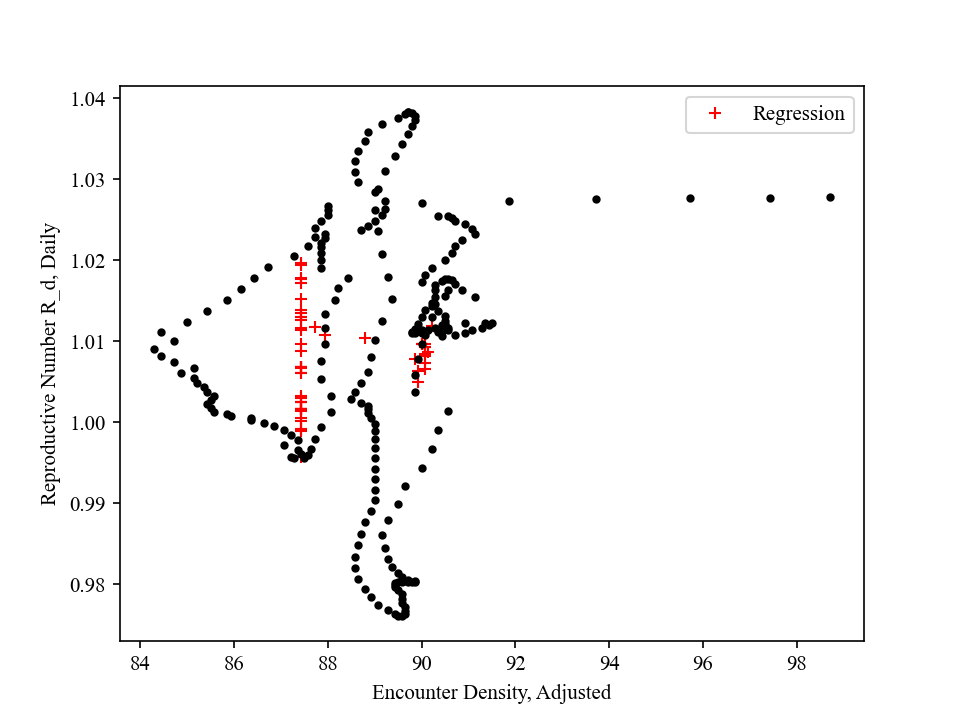 1.04
1.03
1.02
1.01
1.00
0.99
0.98
Reproductive Number R_d, Daily
Regression
84 86 88 90 92 94 96 98
Encounter Density, Adjusted